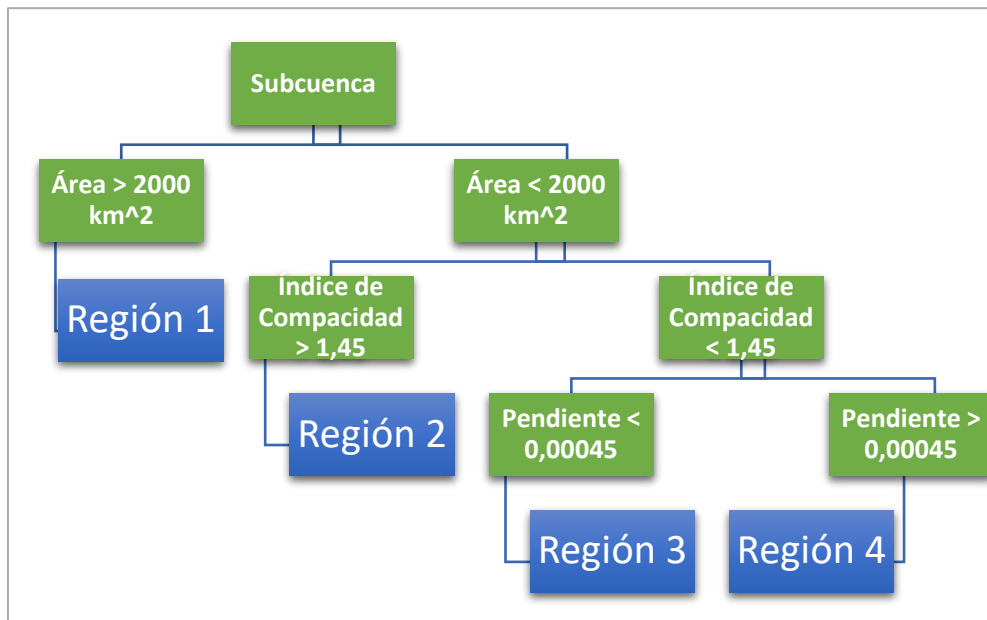 Subcuenca
Área > 2000
km^2
Área < 2000
km^2
Región 1
Índice de
Compacidad
> 1,45
Índice de
Compacidad
< 1,45
Región 2
Pendiente <
0,00045
Pendiente >
0,00045
Región 3
Región 4